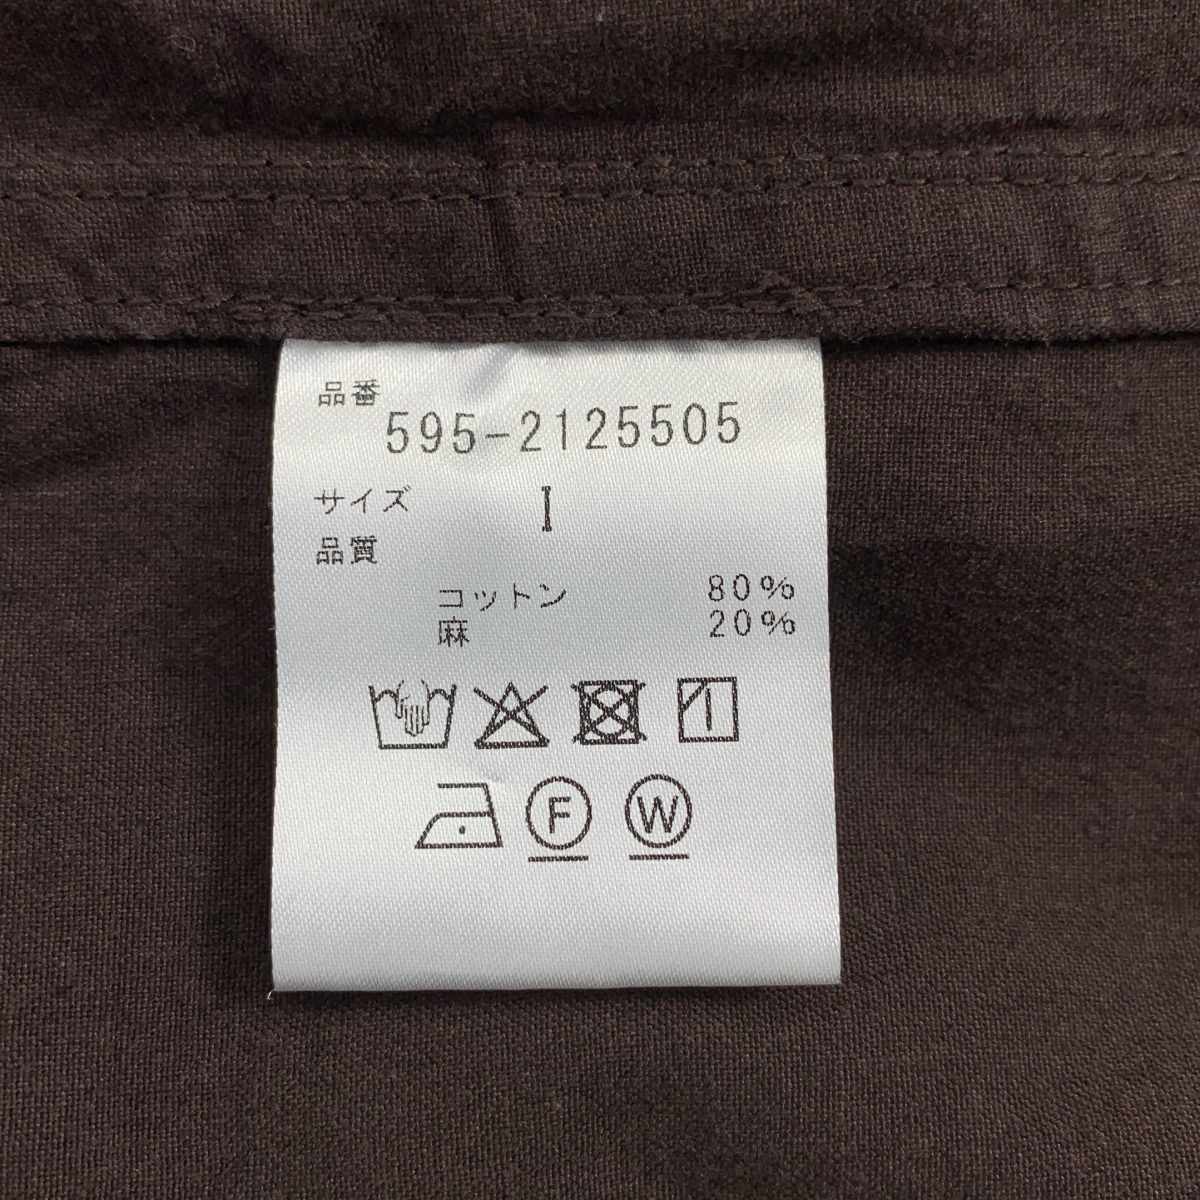 品番
595-2125505
サイズ I
品質
コットン 80%
麻 20%
F W